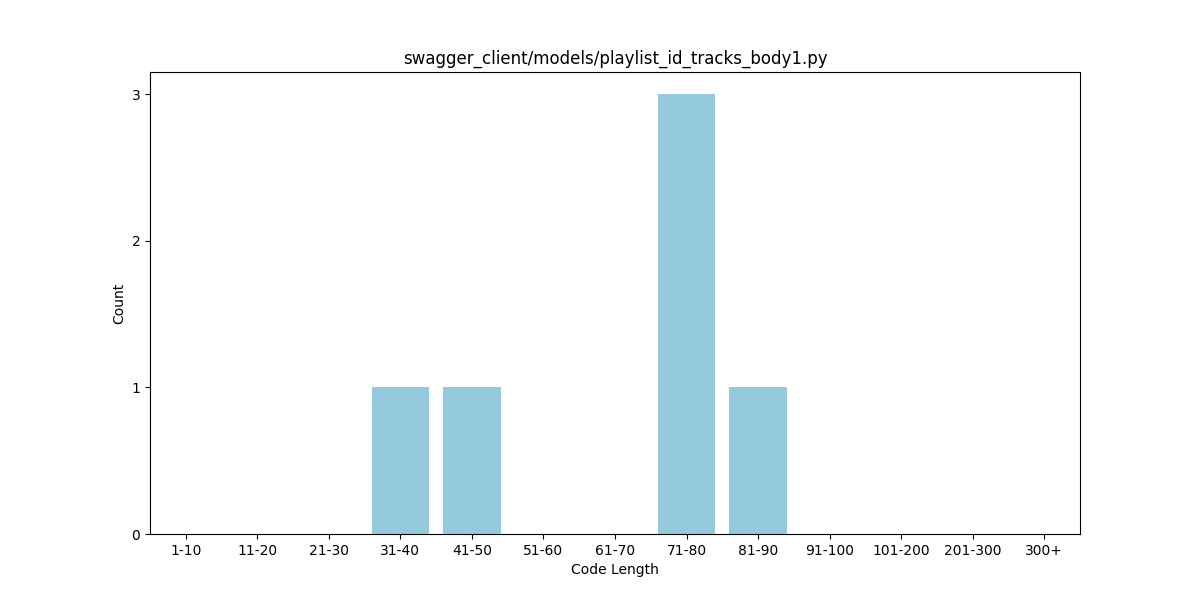 swagger_client/models/playlist_id_tracks_body1.py
3
2
1
0
Count
1-10 11-20 21-30 31-40 41-50 51-60 61-70 71-80 81-90 91-100 101-200 201-300 300+
Code Length